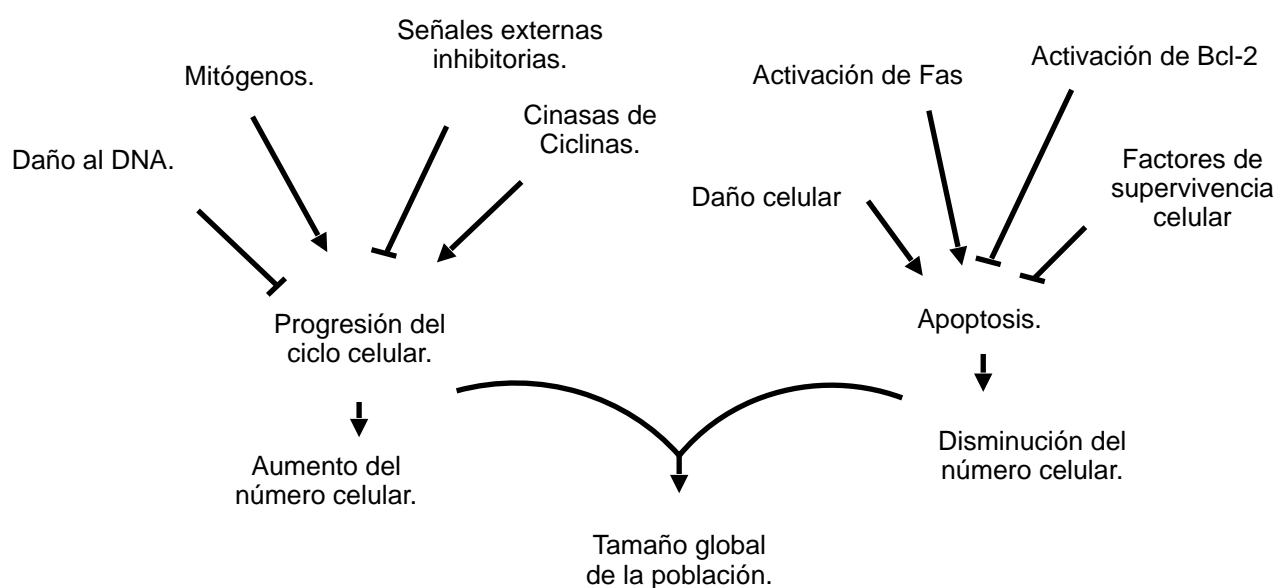 Señales externas
inhibitorias.
Mitógenos.
Activación de Fas
Activación de Bcl-2
Cinasas de
Ciclinas.
Daño al DNA.
Factores de
supervivencia
celular
Daño celular
Progresión del
ciclo celular.
Apoptosis.
Aumento del
número celular.
Disminución del
número celular.
Tamaño global
de la población.